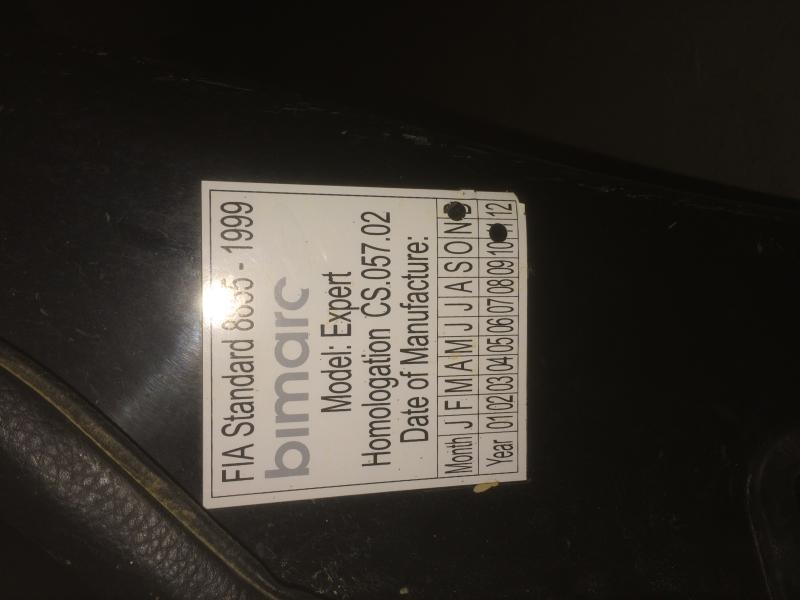 FIA Standard 8855 - 1999
bimarc
Model: Expert
Homologation CS.057.02
Date of Manufacture:
Month J F M A M J J A S O N D
Year 01 02 03 04 05 06 07 08 09 10 12